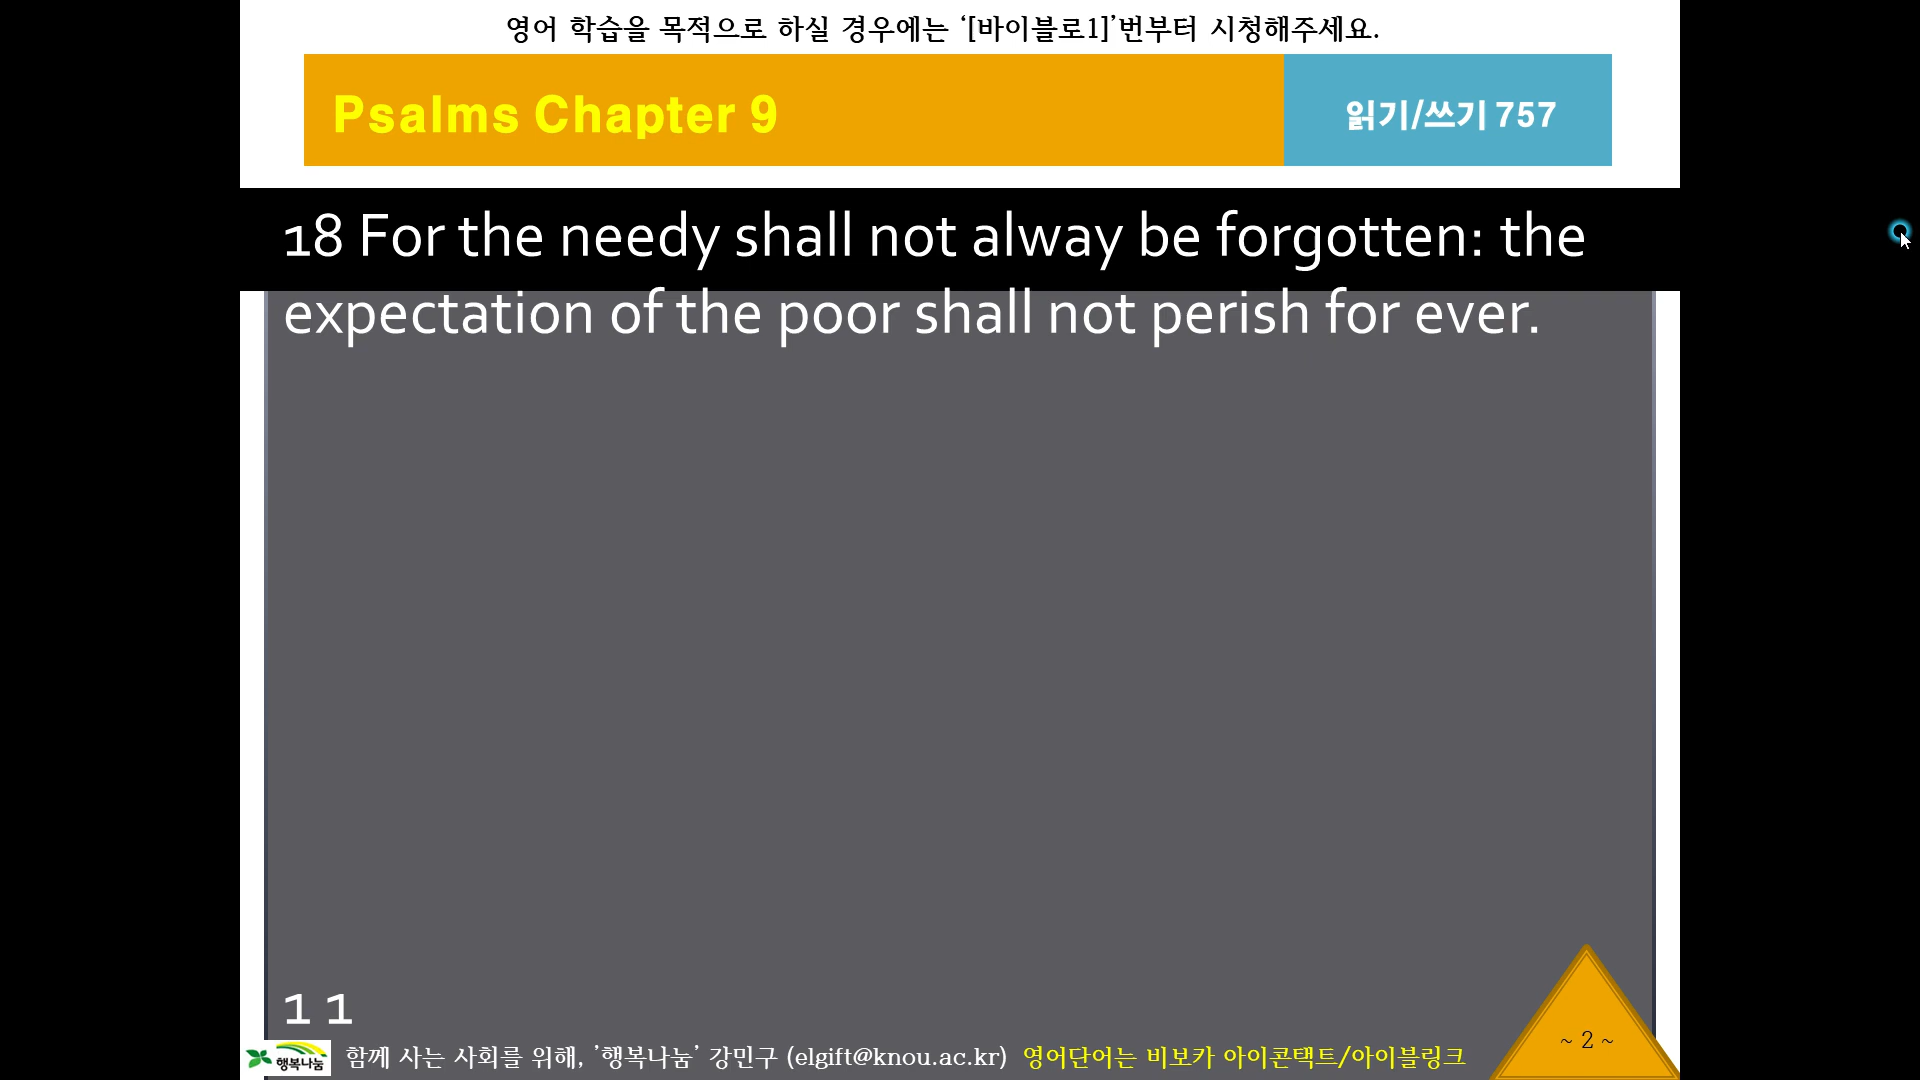 영어 학습을 목적으로 하실 경우에는 ‘[바이블로1]’번부터 시청해주세요.
Psalms Chapter 9
읽기/쓰기 757
18 For the needy shall not alway be forgotten: the
expectation of the poor shall not perish for ever.
1 1
~ 2 ~
행복나눔
함께 사는 사회를 위해, ’행복나눔’ 강민구 (elgift@knou.ac.kr) 영어단어는 비보카 아이콘택트/아이블링크